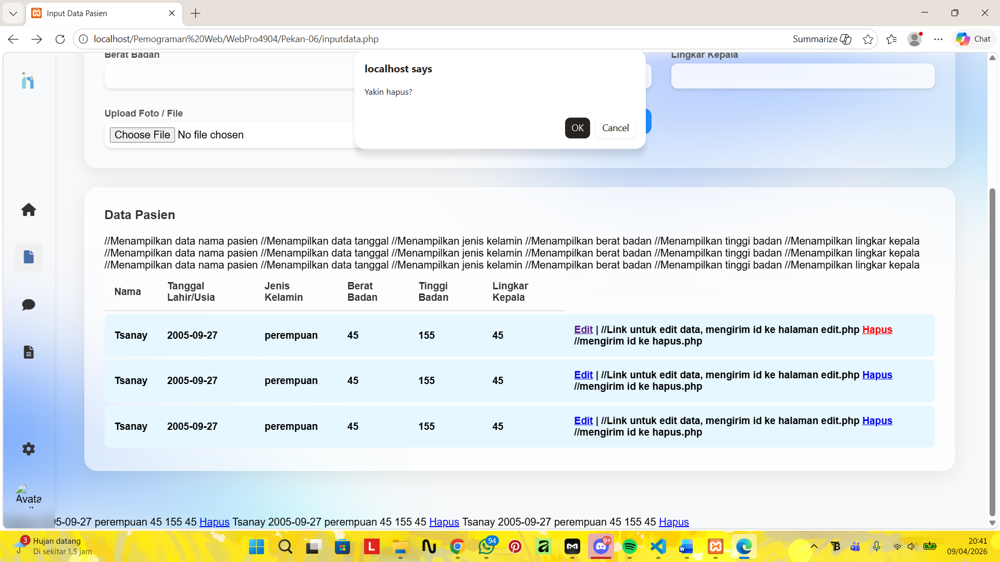 Input Data Pasien
localhost/Pemograman%20Web/WebPro4904/Pekan-06/inputdata.php
Summarize
Chat
Berat Badan
Lingkar Kepala
localhost says
Yakin hapus?
OK
Cancel
Upload Foto / File
Choose File No file chosen
Data Pasien
//Menampilkan data nama pasien //Menampilkan data tanggal //Menampilkan jenis kelamin //Menampilkan berat badan //Menampilkan tinggi badan //Menampilkan lingkar kepala
//Menampilkan data nama pasien //Menampilkan data tanggal //Menampilkan jenis kelamin //Menampilkan berat badan //Menampilkan tinggi badan //Menampilkan lingkar kepala
//Menampilkan data nama pasien //Menampilkan data tanggal //Menampilkan jenis kelamin //Menampilkan berat badan //Menampilkan tinggi badan //Menampilkan lingkar kepala
Nama
Tanggal
Lahir/Usia
Jenis
Kelamin
Berat
Badan
Tinggi
Badan
Lingkar
Kepala
Tsanay 2005-09-27 perempuan 45 155 45
Edit | //Link untuk edit data, mengirim id ke halaman edit.php Hapus
//mengirim id ke hapus.php
Tsanay 2005-09-27 perempuan 45 155 45
Edit | //Link untuk edit data, mengirim id ke halaman edit.php Hapus
//mengirim id ke hapus.php
Tsanay 2005-09-27 perempuan 45 155 45
Edit | //Link untuk edit data, mengirim id ke halaman edit.php Hapus
//mengirim id ke hapus.php
Avata
5-09-27 perempuan 45 155 45 Hapus Tsanay 2005-09-27 perempuan 45 155 45 Hapus Tsanay 2005-09-27 perempuan 45 155 45 Hapus
3
Hujan datang
Di sekitar 1.5 jam
L
94
a
9+
20:41
09/04/2026